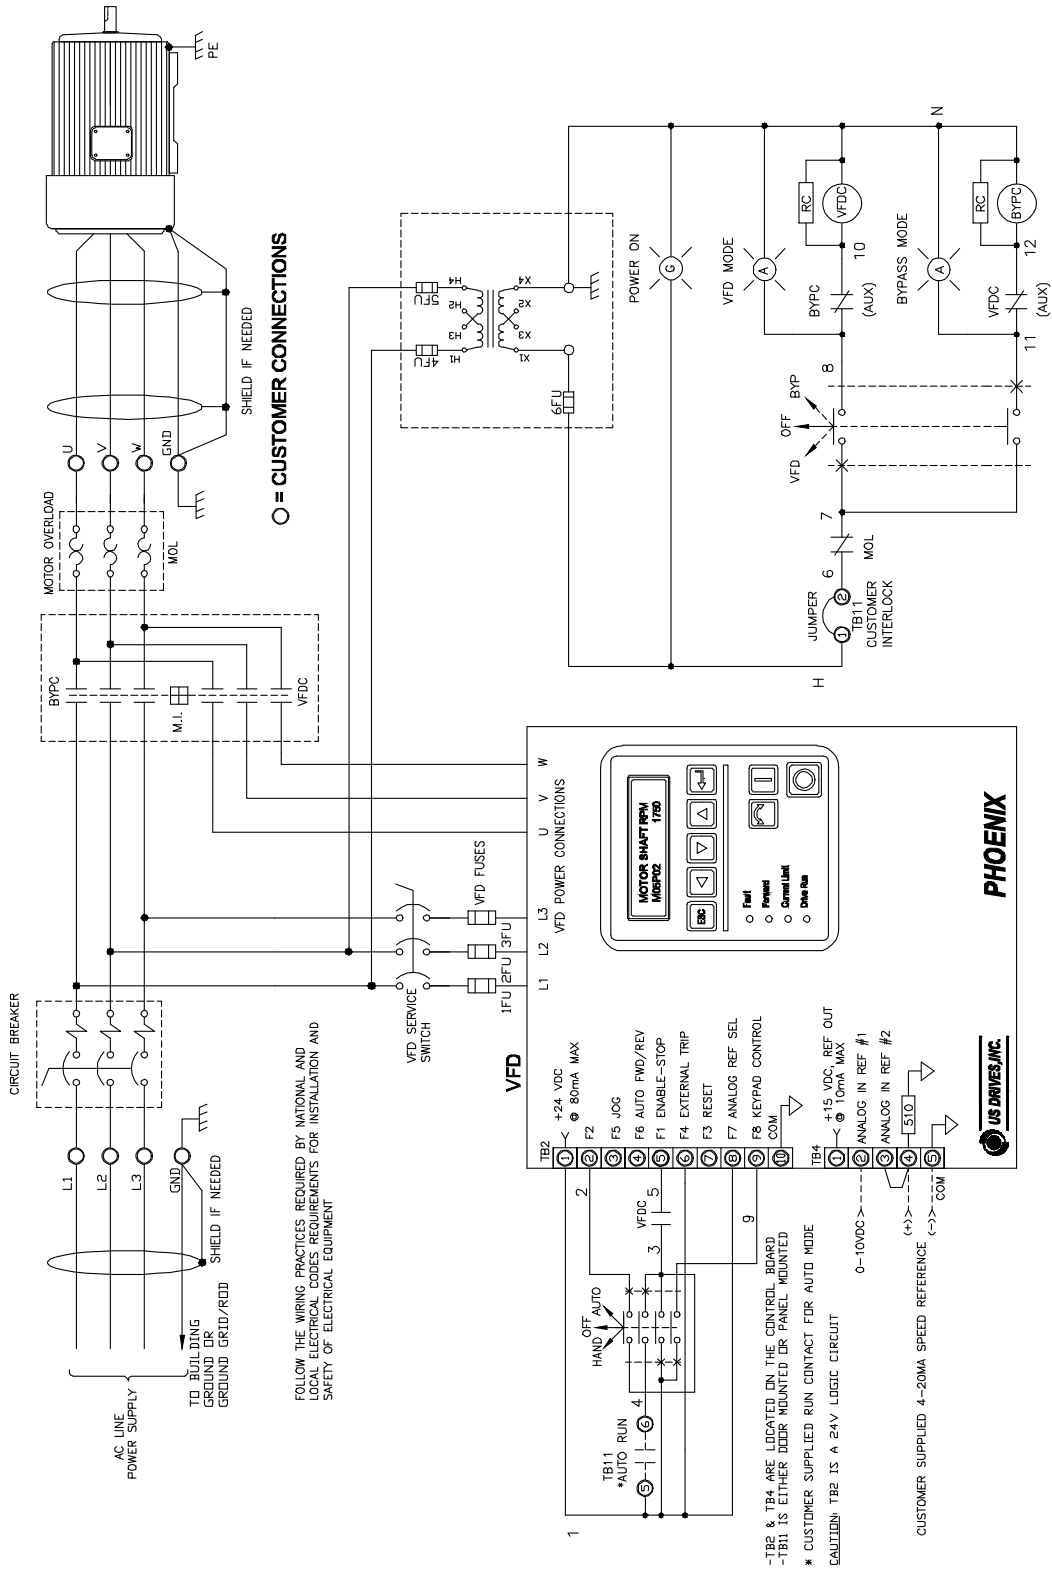 AC LINE
POWER SUPPLY
TO BUILDING
GROUND OR
GROUND GRID/ROD
L1
L2
L3
GND
SHIELD IF NEEDED
CIRCUIT BREAKER
BYPC
M.I.
VFDC
MOTOR OVERLOAD
MOL
U
V
W
GND
SHIELD IF NEEDED
PE
= CUSTOMER CONNECTIONS
FOLLOW THE WIRING PRACTICES REQUIRED BY NATIONAL AND
LOCAL ELECTRICAL CODES REQUIREMENTS FOR INSTALLATION AND
SAFETY OF ELECTRICAL EQUIPMENT
VFD SERVICE
SWITCH
1FU
2FU
3FU
VFD FUSES
4FU
5FU
H1
H3
H2
H4
X1
X3
X2
X4
6FU
VFD
L1
L2
L3
VFD POWER CONNECTIONS
U
V
W
TB2
1
+24 VDC
@ 80mA MAX
2
F2
3
F5 JOG
4
F6 AUTO FWD/REV
5
F1 ENABLE-STOP
6
F4 EXTERNAL TRIP
7
F3 RESET
8
F7 ANALOG REF SEL
9
F8 KEYPAD CONTROL
10
COM
TB4
1
+15 VDC, REF OUT
@ 10mA MAX
2
ANALOG IN REF #1
3
ANALOG IN REF #2
4
510
5
COM
0-10VDC
(+)
(-)
CUSTOMER SUPPLIED 4-20MA SPEED REFERENCE
MOTOR SHAFT RPM
M05P02 1750
ESC
Fault
Forward
Current Limit
Drive Run
US DRIVES,INC.
PHOENIX
1
2
TB11
*AUTO RUN
5
6
4
HAND
OFF
AUTO
3
VFDC
5
9
-TB2 & TB4 ARE LOCATED ON THE CONTROL BOARD
-TB11 IS EITHER DOOR MOUNTED OR PANEL MOUNTED
* CUSTOMER SUPPLIED RUN CONTACT FOR AUTO MODE
CAUTION: TB2 IS A 24V LOGIC CIRCUIT
H
JUMPER
1
2
TB11
CUSTOMER
INTERLOCK
6
MOL
7
VFD
OFF
BYP
8
POWER ON
G
VFD MODE
A
BYPC
(AUX)
10
RC
VFDC
BYPASS MODE
A
11
VFDC
(AUX)
12
RC
BYPC
N